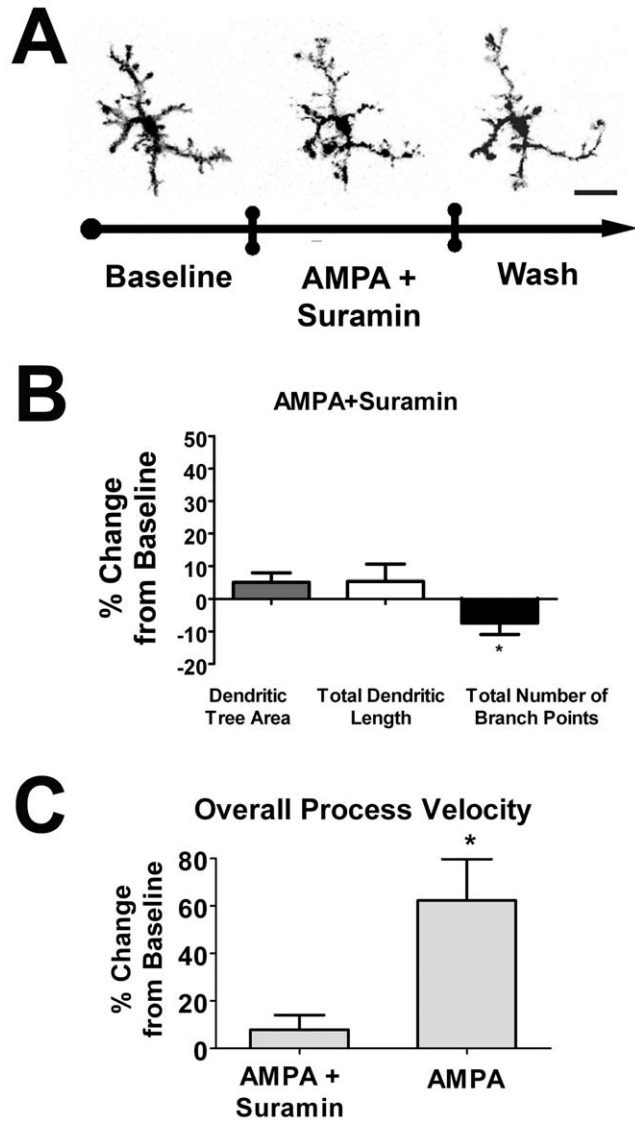 A
Baseline
AMPA +
Suramin
Wash
B
AMPA+Suramin
% Change
from Baseline
50
40
30
20
10
0
-10
-20
*
Dendritic
Tree Area
Total Dendritic
Length
Total Number of
Branch Points
C
Overall Process Velocity
% Change
from Baseline
80
60
40
20
0
*
AMPA +
Suramin
AMPA